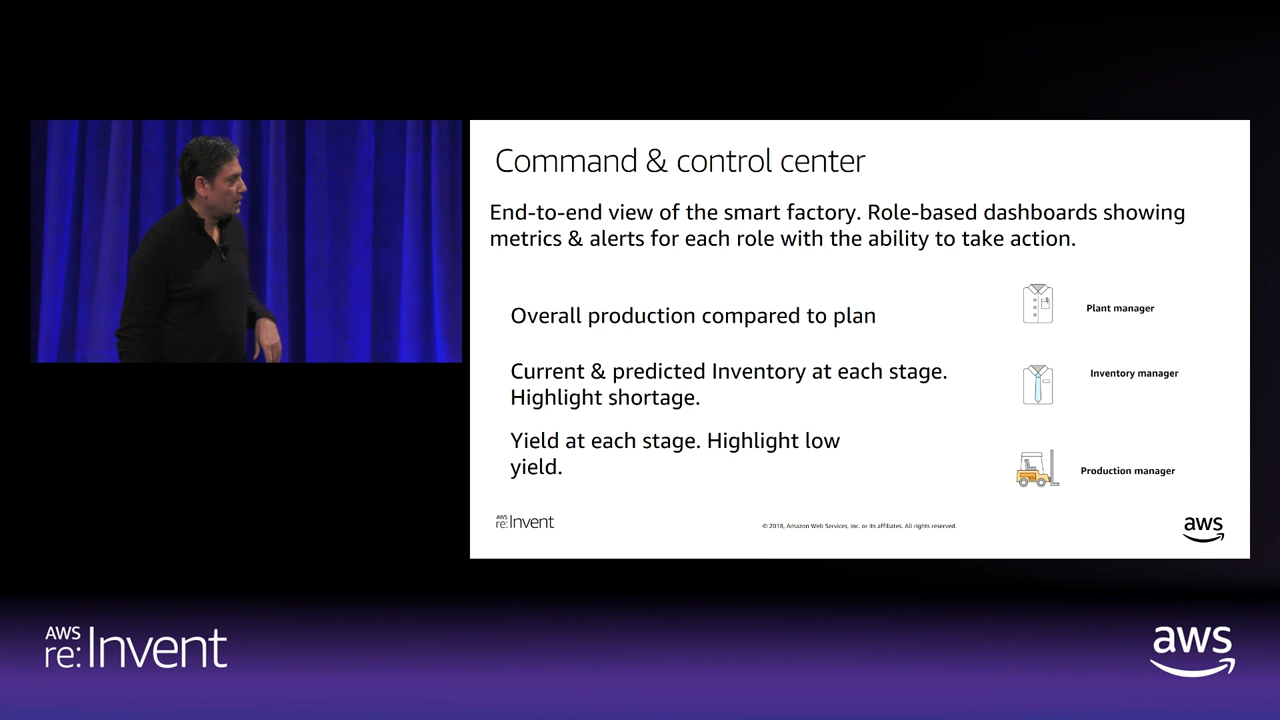 Command & control center
End-to-end view of the smart factory. Role-based dashboards showing
metrics & alerts for each role with the ability to take action.
Overall production compared to plan
Plant manager
Current & predicted Inventory at each stage.
Highlight shortage.
Inventory manager
Yield at each stage. Highlight low
yield.
Production manager
AWS
re:Invent
© 2018, Amazon Web Services, Inc. or its affiliates. All rights reserved.
aws
AWS
re:Invent
aws